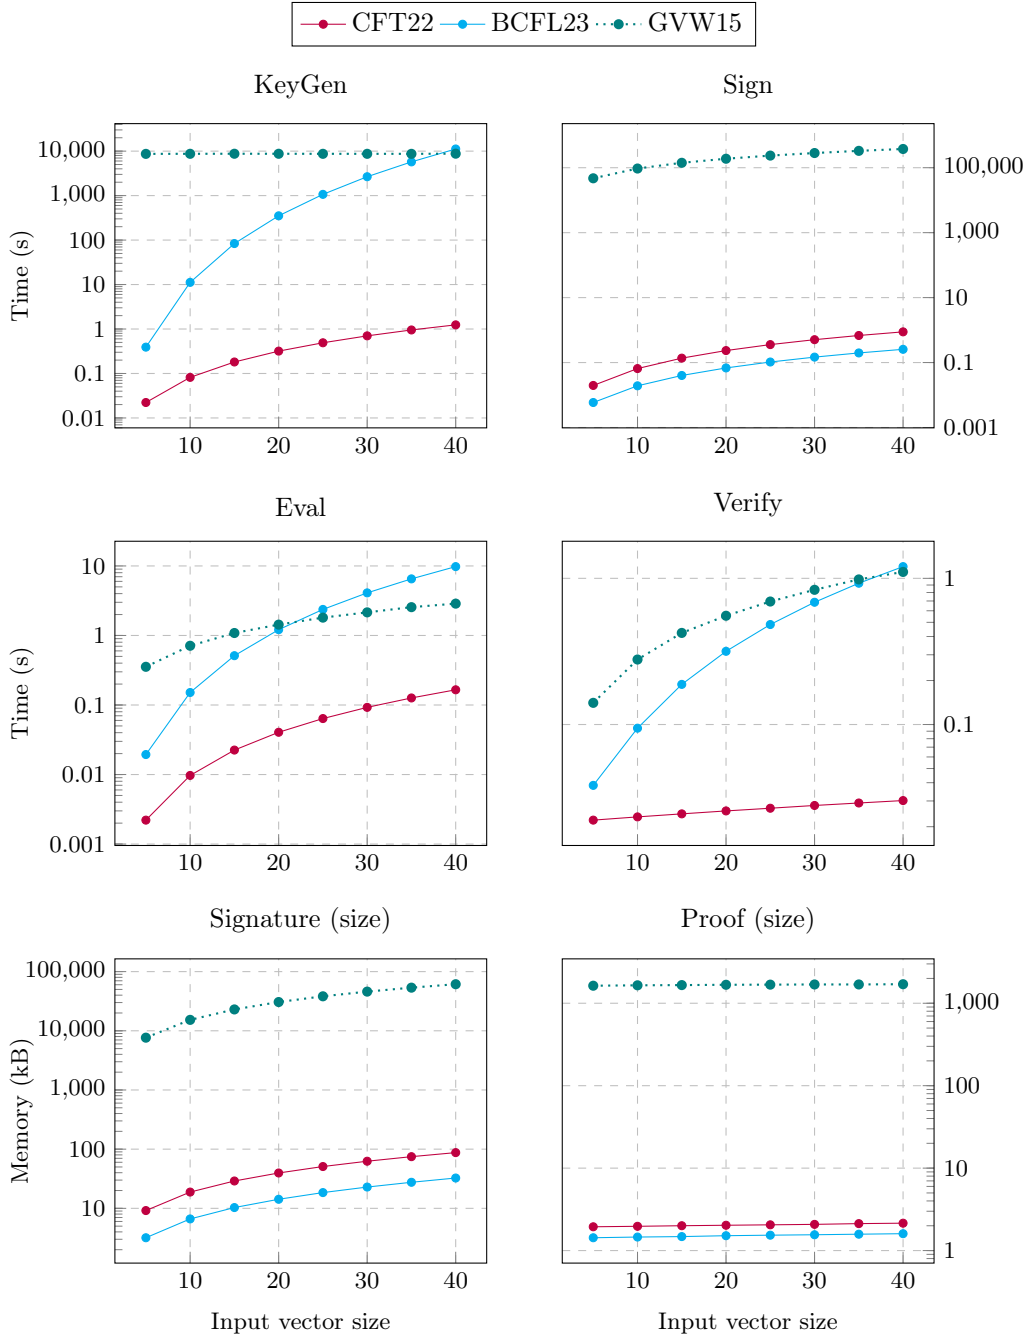 CFT22 BCFL23 GVW15
KeyGen
Sign
Time (s)
10,000
1,000
100
10
1
0.1
0.01
10 20 30 40
100,000
1,000
10
0.1
0.001
10 20 30 40
Eval
Verify
Time (s)
10
1
0.1
0.01
0.001
10 20 30 40
1
0.1
10 20 30 40
Signature (size)
Proof (size)
Memory (kB)
100,000
10,000
1,000
100
10
10 20 30 40
Input vector size
1,000
100
10
1
10 20 30 40
Input vector size